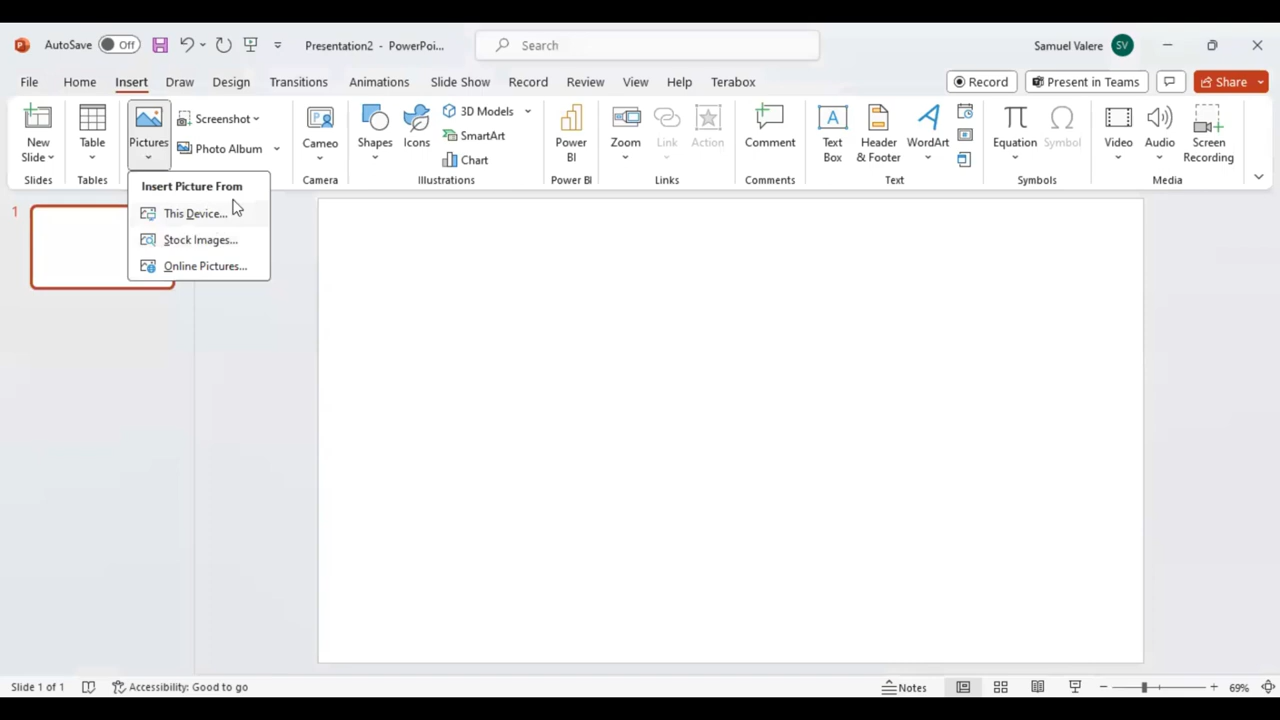 AutoSave Off Presentation2 - PowerPoi... Search Samuel Valere SV
File Home Insert Draw Design Transitions Animations Slide Show Record Review View Help Terabox Record Present in Teams Share
New Slide
Table
Pictures
Screenshot
Photo Album
Cameo
Shapes
Icons
3D Models
SmartArt
Chart
Power BI
Zoom
Link
Action
Comment
Text Box
Header & Footer
WordArt
Equation
Symbol
Video
Audio
Screen Recording
Slides Tables Camera Illustrations Power BI Links Comments Text Symbols Media
Insert Picture From
This Device...
Stock Images...
Online Pictures...
1
Slide 1 of 1 Accessibility: Good to go Notes 69%